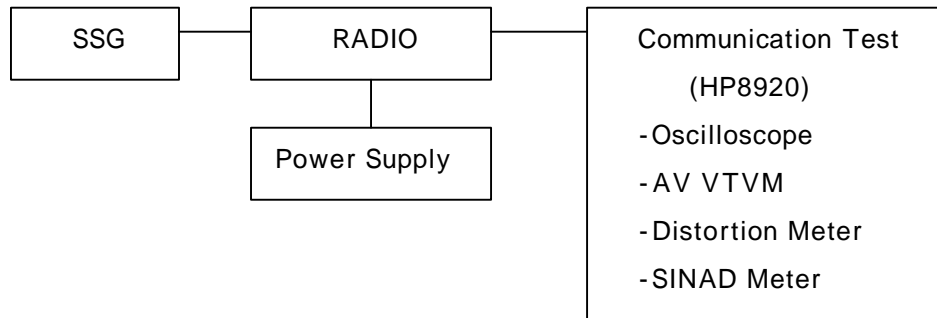 SSG
RADIO
Power Supply
Communication Test
(HP8920)
-Oscilloscope
-AV VTVM
-Distortion Meter
-SINAD Meter